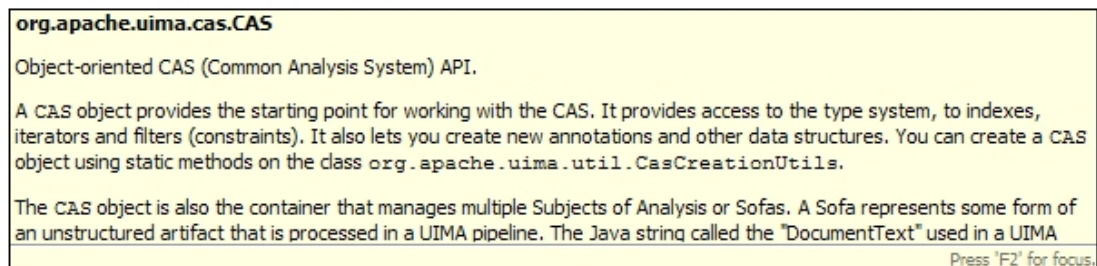 org.apache.uima.cas.CAS
Object-oriented CAS (Common Analysis System) API.
A CAS object provides the starting point for working with the CAS. It provides access to the type system, to indexes,
iterators and filters (constraints). It also lets you create new annotations and other data structures. You can create a CAS
object using static methods on the class org.apache.uima.util.CasCreationUtils.
The CAS object is also the container that manages multiple Subjects of Analysis or Sofas. A Sofa represents some form of
an unstructured artifact that is processed in a UIMA pipeline. The Java string called the "DocumentText" used in a UIMA
Press 'F2' for focus.